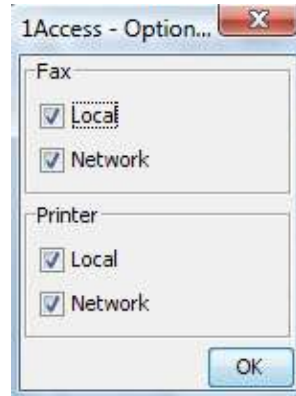 1Access - Option...
Fax
Local
Network
Printer
Local
Network
OK